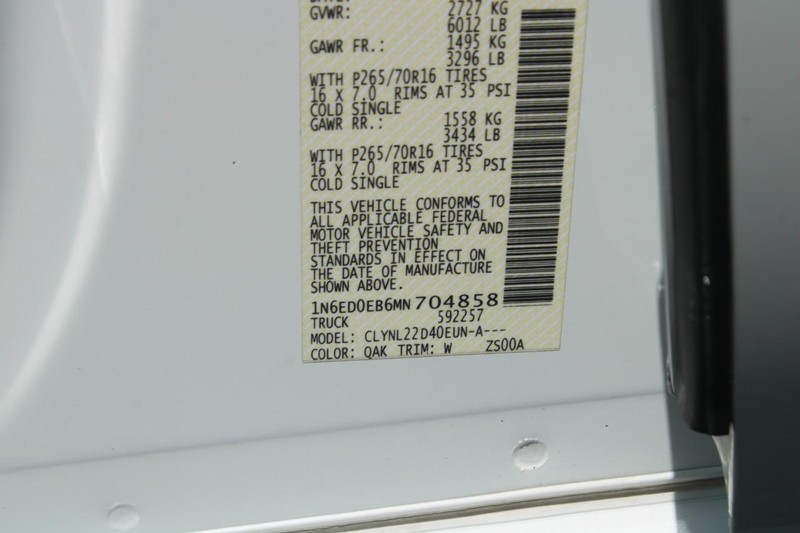 GVWR: 2727 KG
6012 LB
GAWR FR.: 1495 KG
3296 LB
WITH P265/70R16 TIRES
16 X 7.0 RIMS AT 35 PSI
COLD SINGLE
GAWR RR.: 1558 KG
3434 LB
WITH P265/70R16 TIRES
16 X 7.0 RIMS AT 35 PSI
COLD SINGLE
THIS VEHICLE CONFORMS TO
ALL APPLICABLE FEDERAL
MOTOR VEHICLE SAFETY AND
THEFT PREVENTION
STANDARDS IN EFFECT ON
THE DATE OF MANUFACTURE
SHOWN ABOVE.
1N6ED0EB6MN704858
TRUCK 592257
MODEL: CLYNL22D40EUN-A---
COLOR: QAK TRIM: W ZS00A